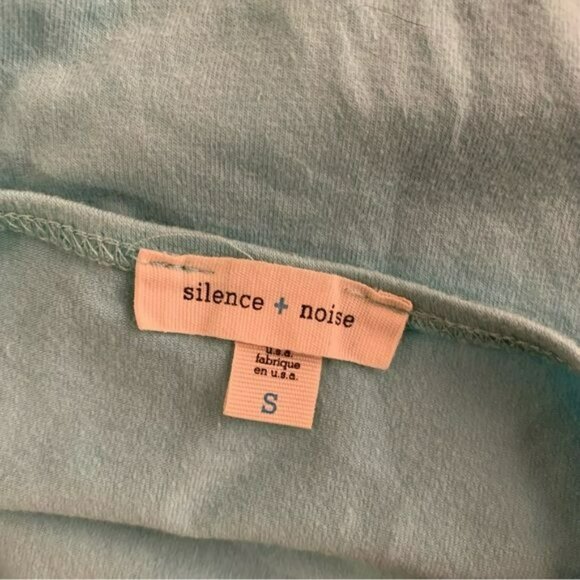 silence + noise
u.s.a.
fabrique
en u.s.a.
S